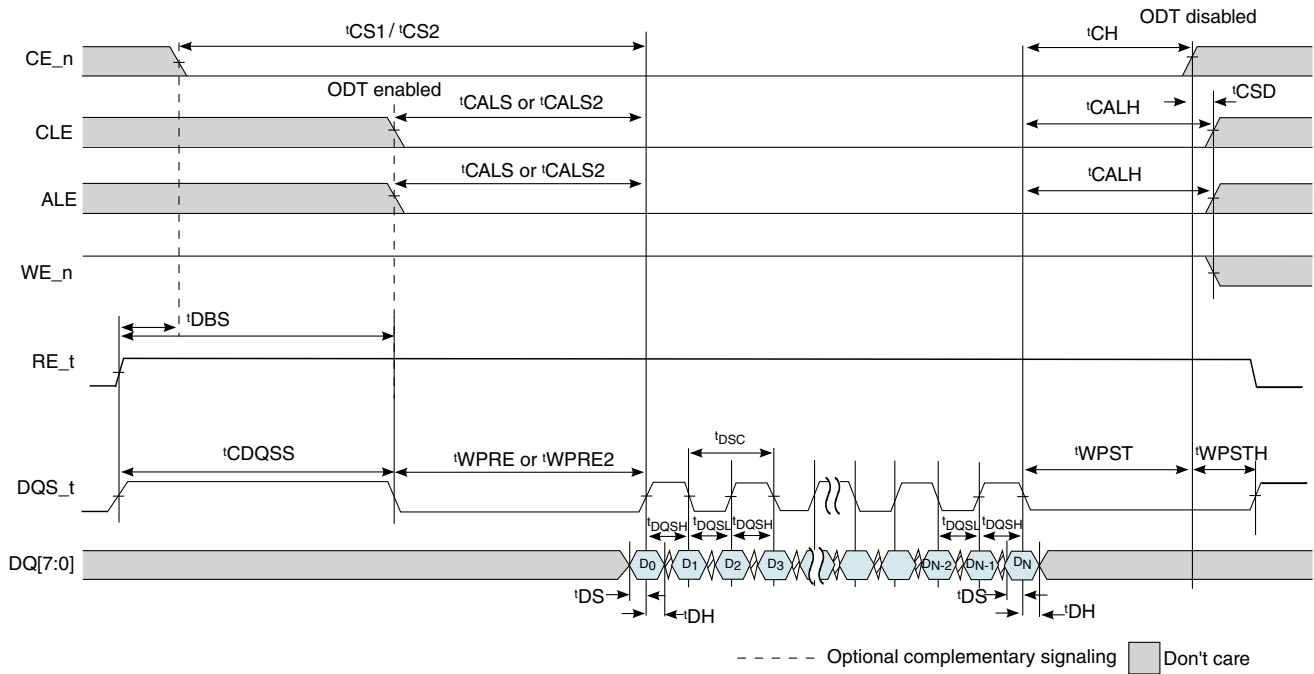 ODT disabled
tCS1 / tCS2
tCH
CE_n
ODT enabled
tCALS or tCALS2
tCSD
tCALH
CLE
tCALS or tCALS2
tCALH
ALE
WE_n
tDBS
RE_t
tDSC
tCDQSS
tWPRE or tWPRE2
tWPST
tWPSTH
DQS_t
tDQSH tDQSL tDQSH tDQSL tDQSH
DQ[7:0]
D0 D1 D2 D3 DN-2 DN-1 DN
tDS tDS
tDH tDH
Optional complementary signaling
Don't care